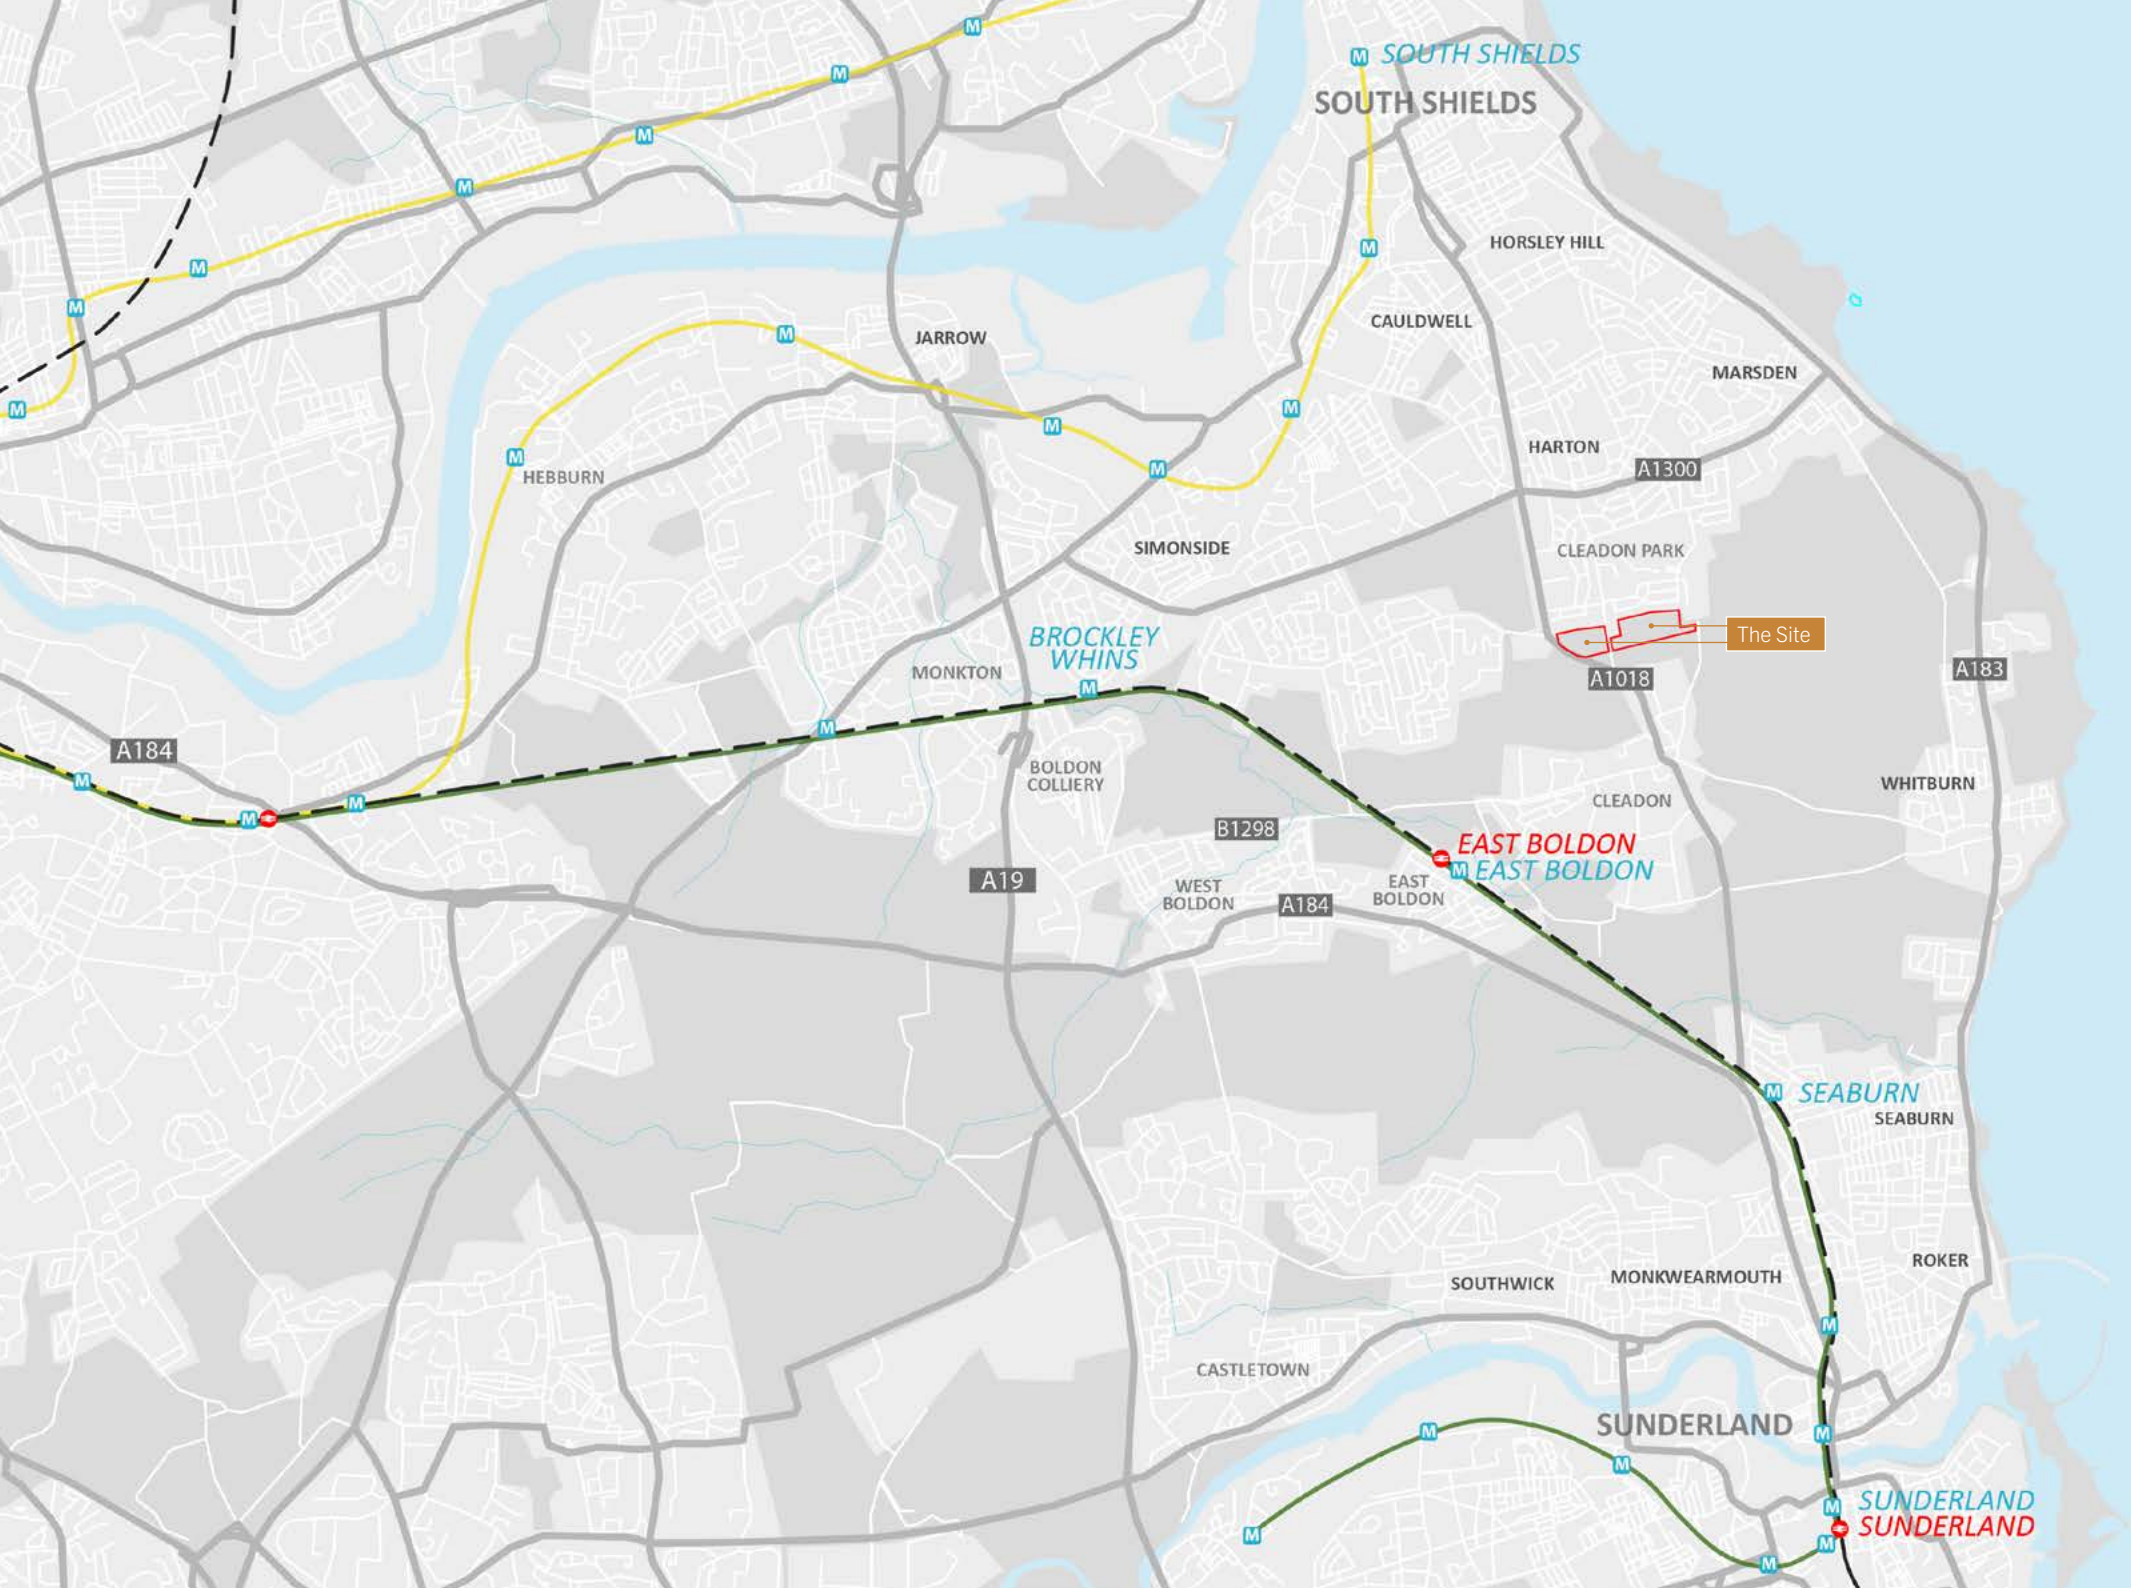 M
M SOUTH SHIELDS
M
SOUTH SHIELDS
M
M
HORSLEY HILL
M
M
M
CAULDWELL
M
JARROW
MARSDEN
M
M
M
HARTON
M
HEBBURN
M
A1300
SIMONSIDE
CLEADON PARK
BROCKLEY
WHINS
M
The Site
MONKTON
A1018
A183
M
A184
BOLDON
COLLIERY
M
WHITBURN
CLEADON
M
M
B1298
EAST BOLDON
M EAST BOLDON
A19
WEST
BOLDON
EAST
BOLDON
A184
M SEABURN
SEABURN
ROKER
SOUTHWICK
MONKWEARMOUTH
M
CASTLETOWN
SUNDERLAND
M
M
M
M SUNDERLAND
SUNDERLAND
M
M
M